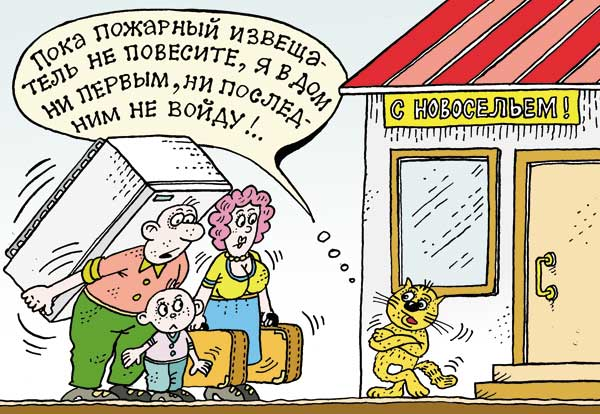 Пока пожарный извеща-
тель не повесите, я в дом
ни первым, ни послед-
ним не войду!..
С НОВОСЕЛЬЕМ!